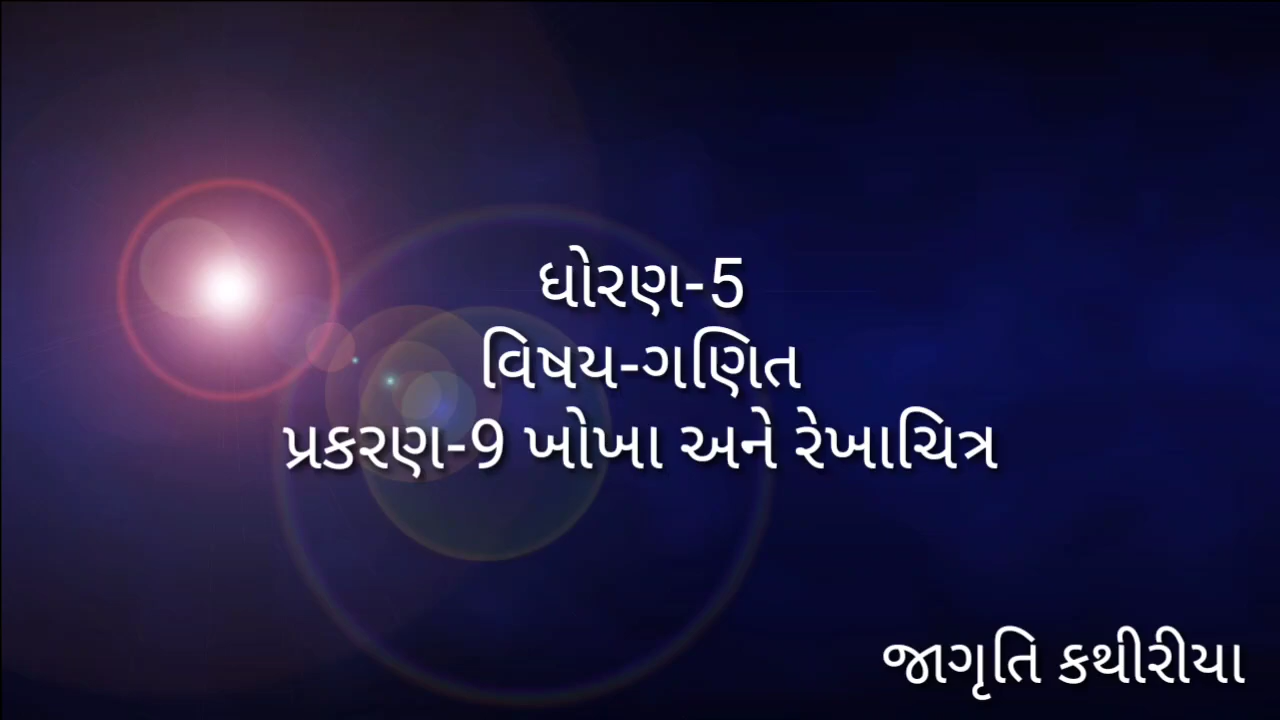 ધોરણ-5
વિષય-ગણિત
પ્રકરણ-9 ખોખા અને રેખાચિત્ર
જાગૃતિ કથીરીયા